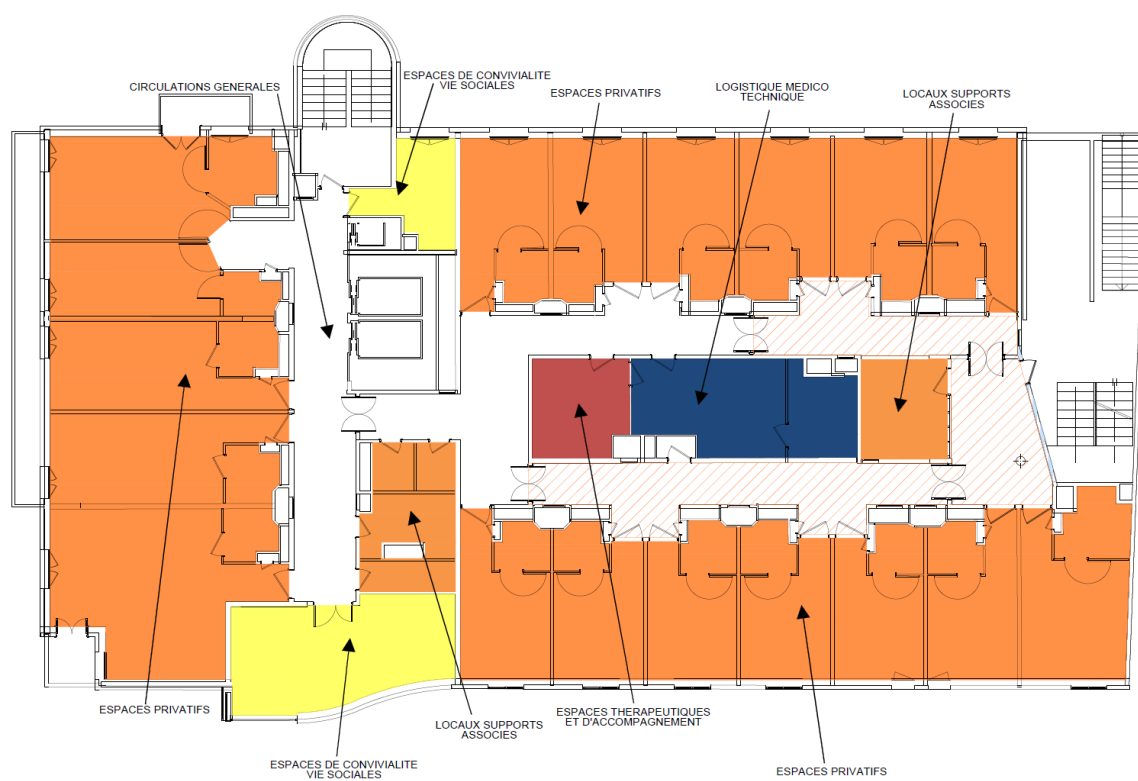 CIRCULATIONS GENERALES
ESPACES DE CONVIVIALITE
VIE SOCIALES
ESPACES PRIVATIFS
LOGISTIQUE MEDICO
TECHNIQUE
LOCAUX SUPPORTS
ASSOCIES
ESPACES PRIVATIFS
LOCAUX SUPPORTS
ASSOCIES
ESPACES THERAPEUTIQUES
ET D'ACCOMPAGNEMENT
ESPACES DE CONVIVIALITE
VIE SOCIALES
ESPACES PRIVATIFS